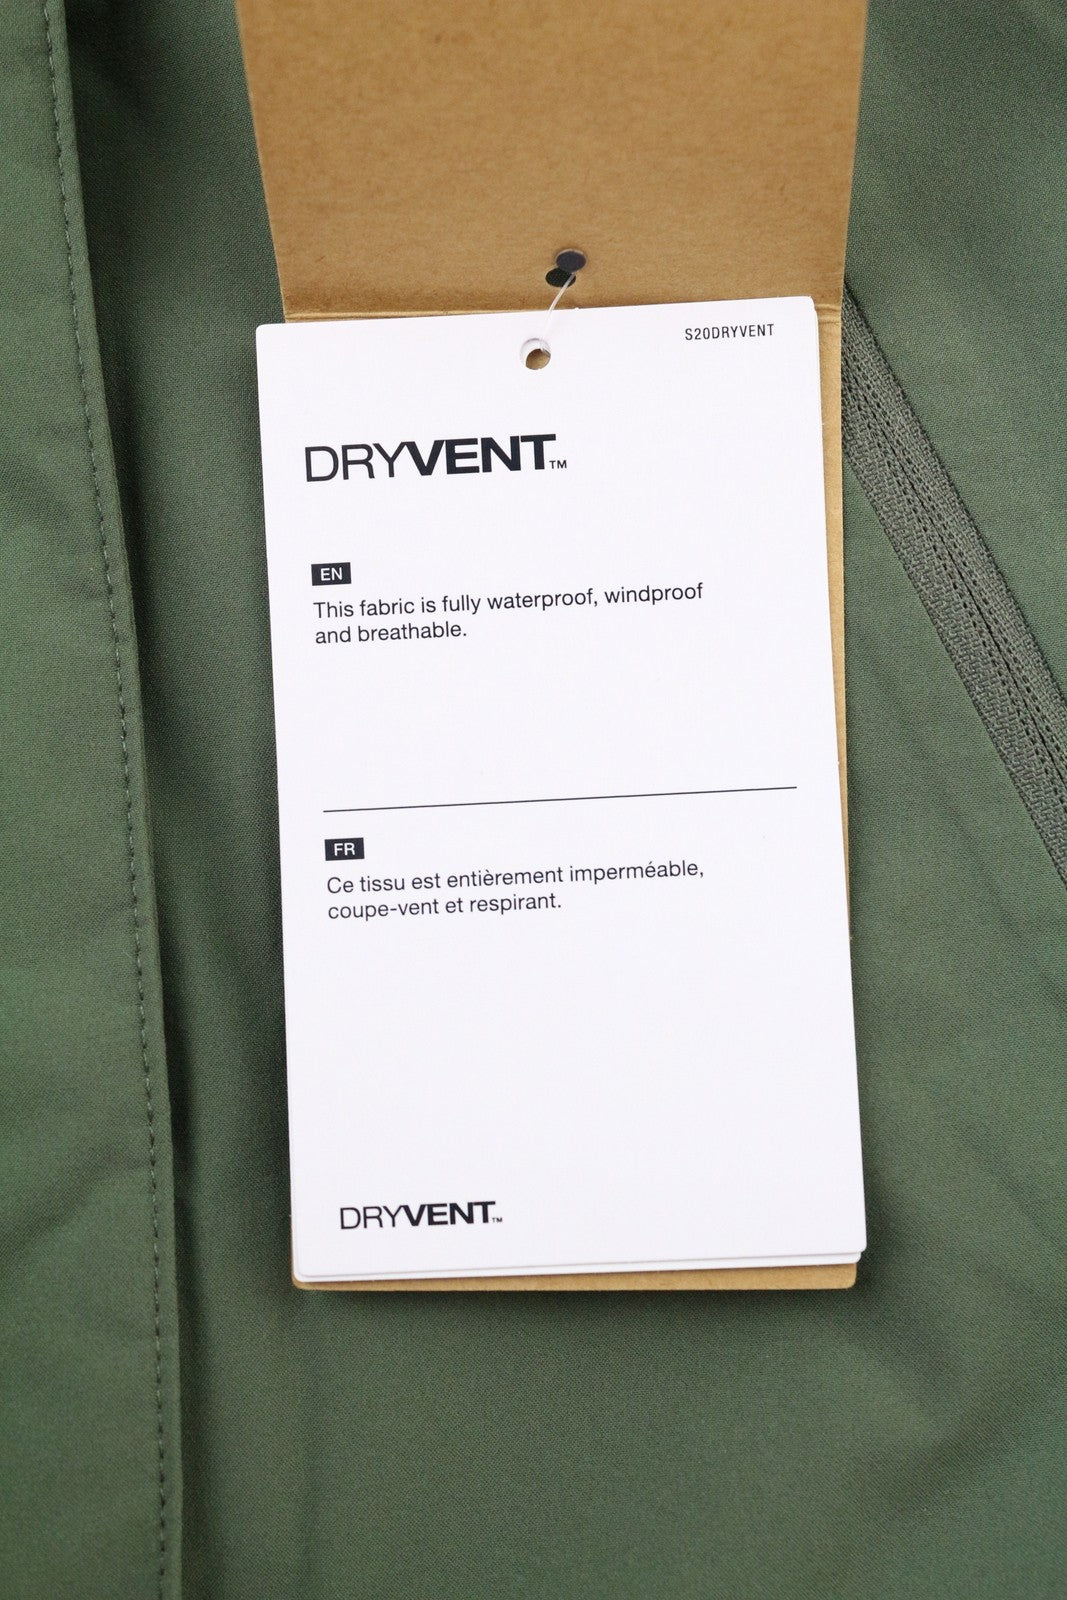 S20DRYVENT
DRYVENT™
EN
This fabric is fully waterproof, windproof
and breathable.
FR
Ce tissu est entièrement imperméable,
coupe-vent et respirant.
DRYVENT™